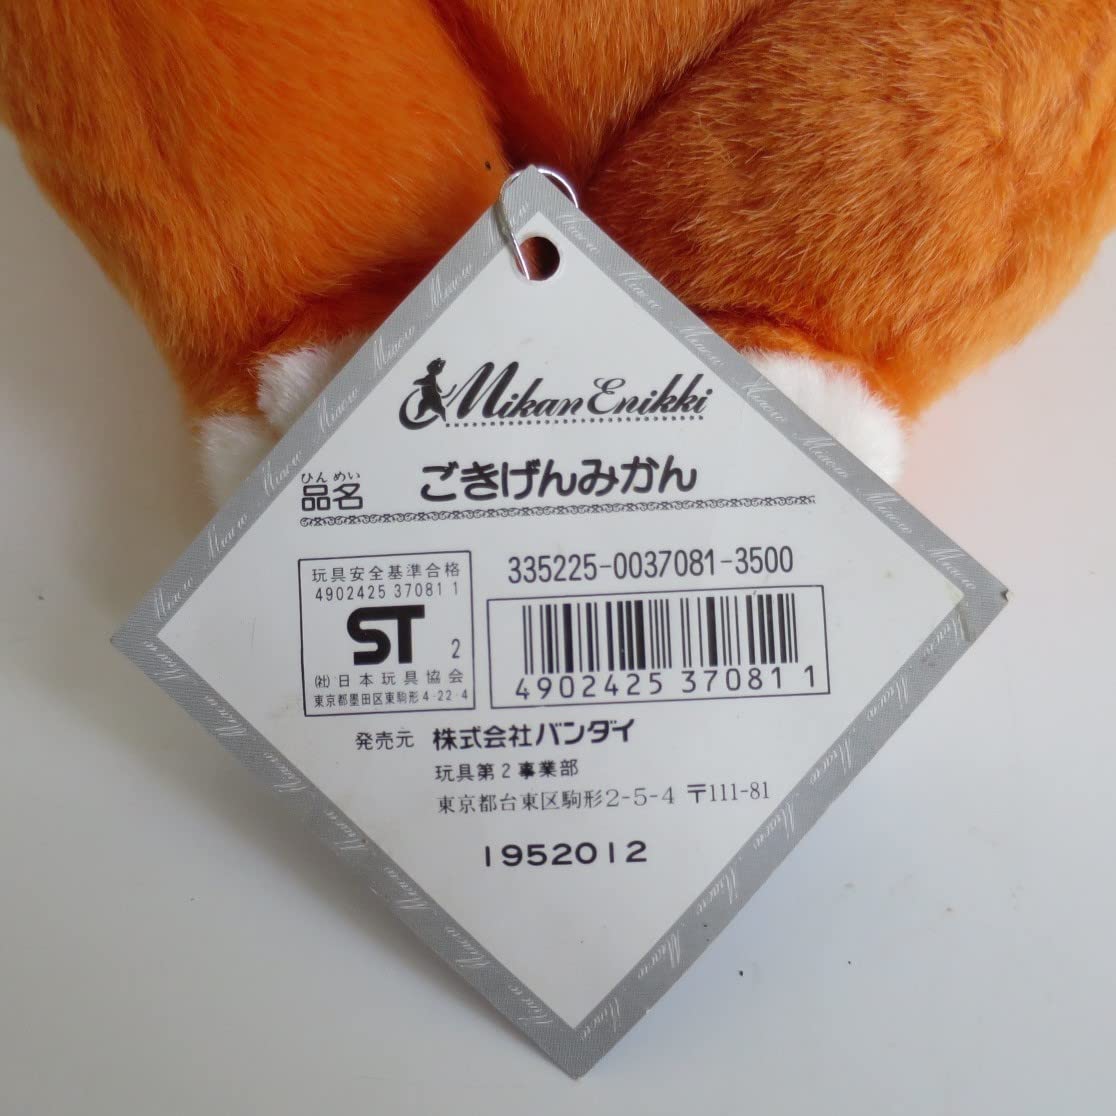 Mikan Enikki
ひんめい
品名 ごきげんみかん
玩具安全基準合格
4902425 37081 1
ST 2
(社)日本玩具協会
東京都墨田区東駒形4-22-4
335225-0037081-3500
4902425 37081 1
発売元 株式会社バンダイ
玩具第2事業部
東京都台東区駒形2-5-4 〒111-81
1952012